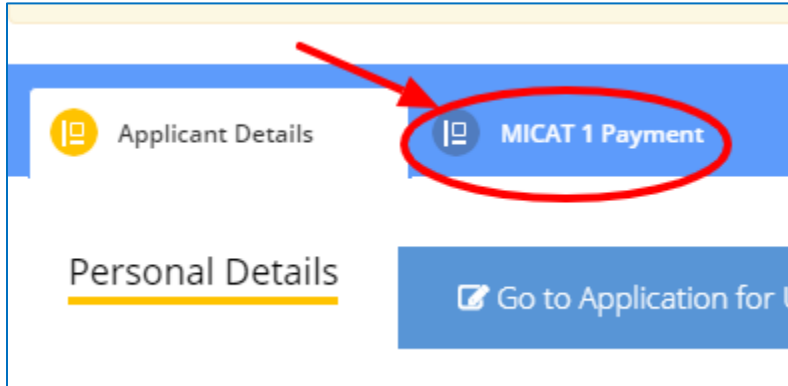 Applicant Details
MICAT 1 Payment
Personal Details
Go to Application for